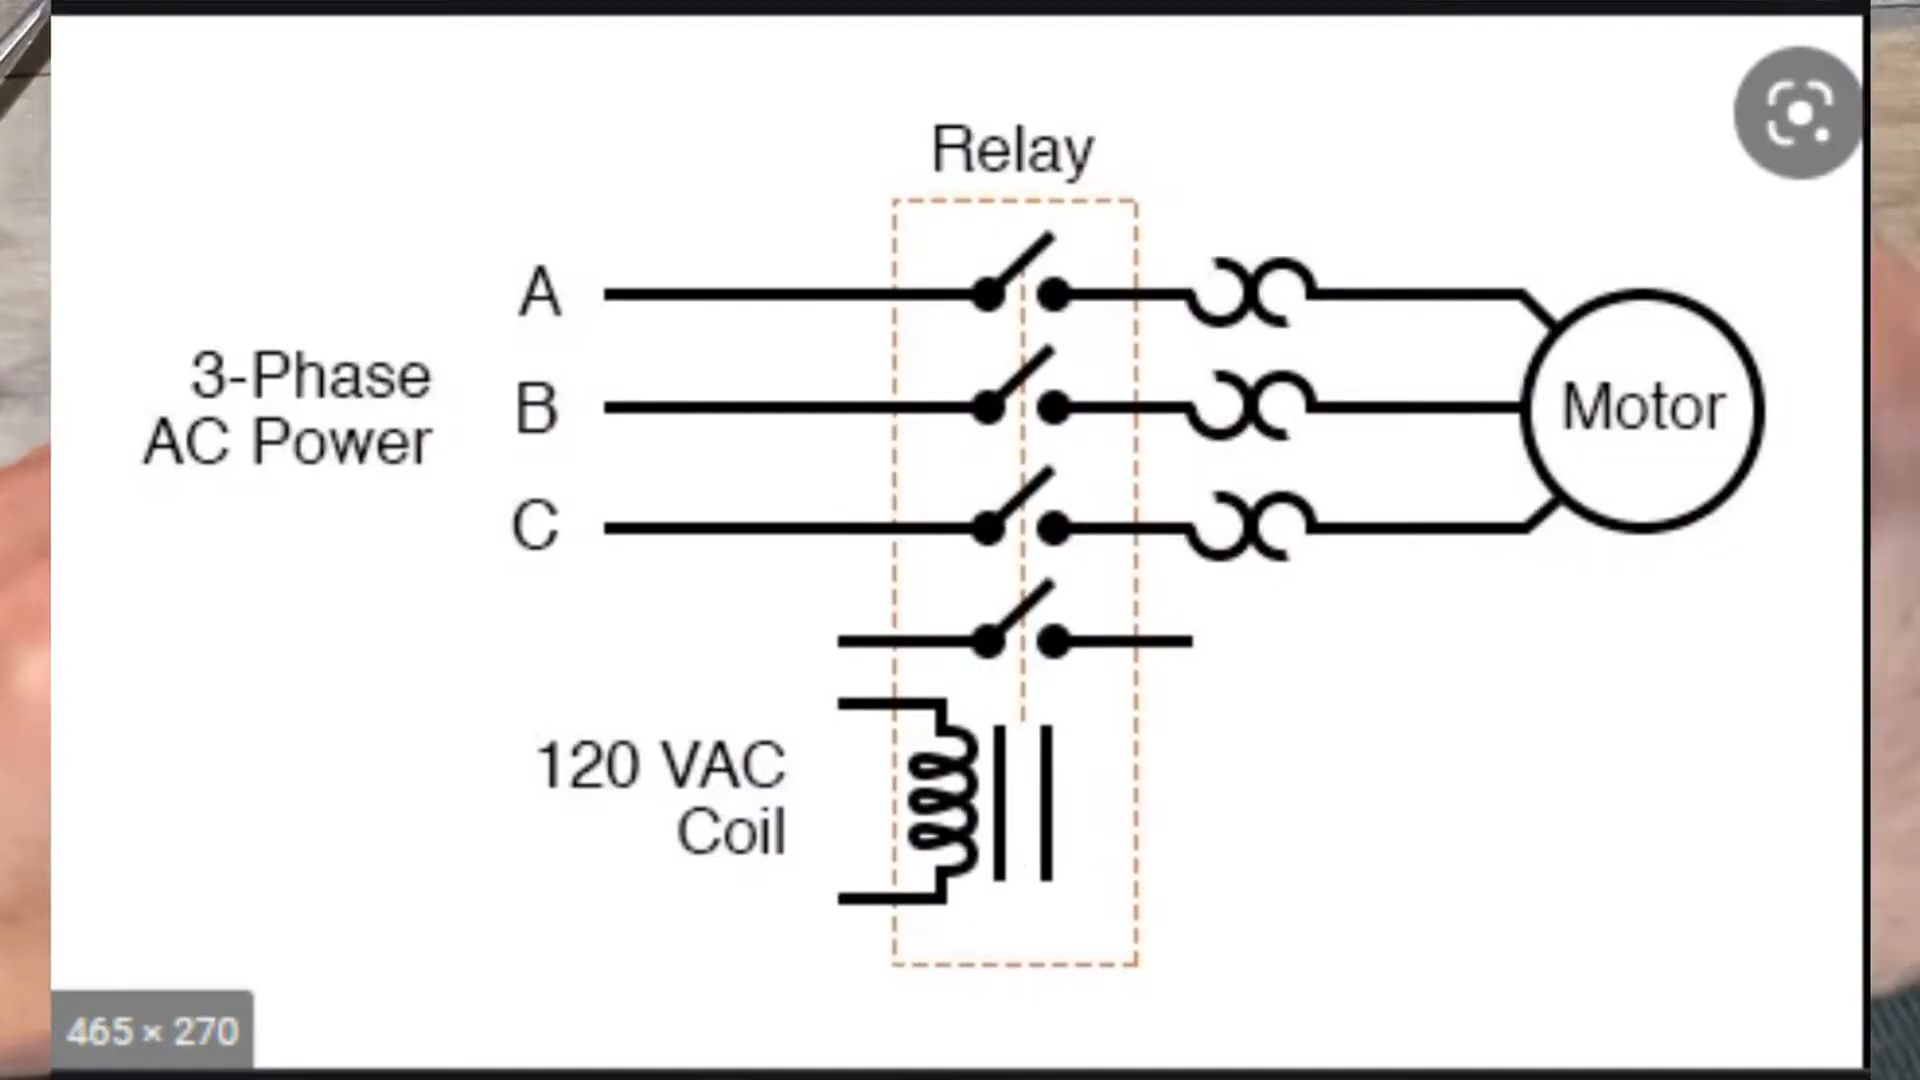 Relay
A
3-Phase
AC Power
B
C
Motor
120 VAC
Coil
465 × 270